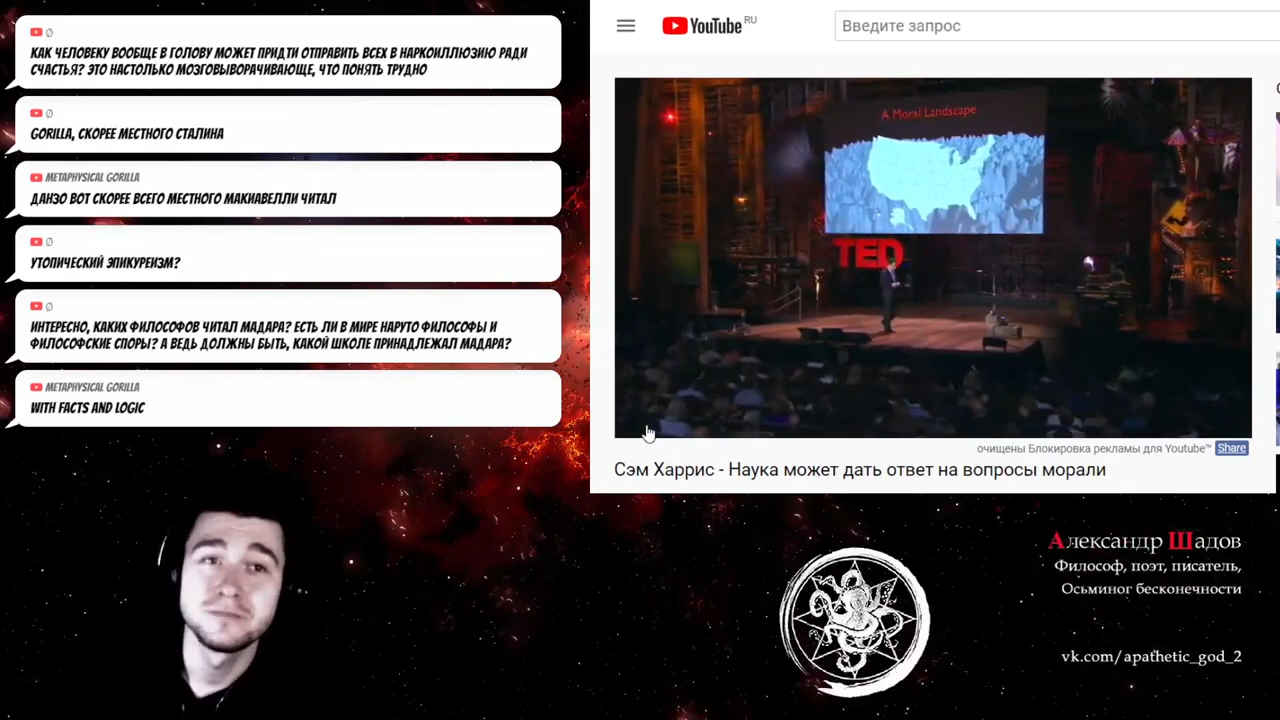 Ø
КАК ЧЕЛОВЕКУ ВООБЩЕ В ГОЛОВУ МОЖЕТ ПРИДТИ ОТПРАВИТЬ ВСЕХ В НАРКОИЛЛЮЗИЮ РАДИ
СЧАСТЬЯ? ЭТО НАСТОЛЬКО МОЗГОВЫВОРАЧИВАЮЩЕ, ЧТО ПОНЯТЬ ТРУДНО
Ø
GORILLA, СКОРЕЕ МЕСТНОГО СТАЛИНА
METAPHYSICAL GORILLA
ДАНЗО ВОТ СКОРЕЕ ВСЕГО МЕСТНОГО МАКИАВЕЛЛИ ЧИТАЛ
Ø
УТОПИЧЕСКИЙ ЭПИКУРЕИЗМ?
Ø
ИНТЕРЕСНО, КАКИХ ФИЛОСОФОВ ЧИТАЛ МАДАРА? ЕСТЬ ЛИ В МИРЕ НАРУТО ФИЛОСОФЫ И
ФИЛОСОФСКИЕ СПОРЫ? А ВЕДЬ ДОЛЖНЫ БЫТЬ, КАКОЙ ШКОЛЕ ПРИНАДЛЕЖАЛ МАДАРА?
METAPHYSICAL GORILLA
WITH FACTS AND LOGIC
YouTube RU
Введите запрос
A Moral Landscape
TED
очищены Блокировка рекламы для Youtube™ Share
Сэм Харрис - Наука может дать ответ на вопросы морали
Александр Шадов
Философ, поэт, писатель,
Осьминог бесконечности
vk.com/apathetic_god_2